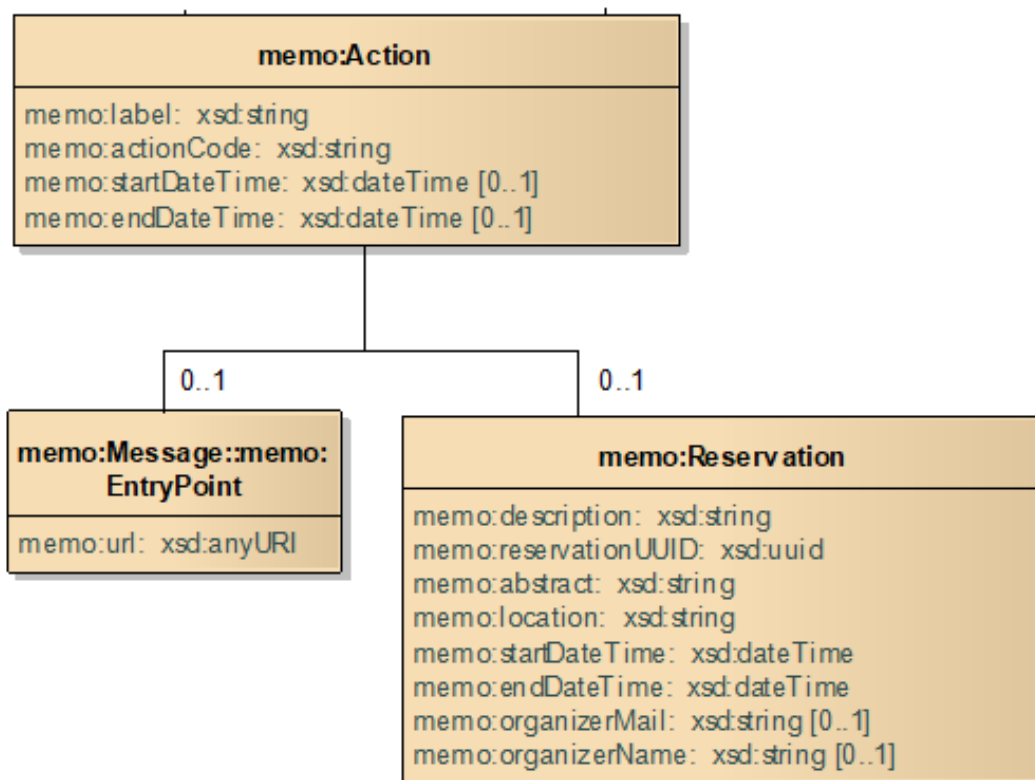 memo:Action
memo:label: xsd:string
memo:actionCode: xsd:string
memo:startDateTime: xsd:dateTime [0..1]
memo:endDateTime: xsd:dateTime [0..1]
0..1
0..1
memo:Message::memo:
EntryPoint
memo:url: xsd:anyURI
memo:Reservation
memo:description: xsd:string
memo:reservationUUID: xsd:uuid
memo:abstract: xsd:string
memo:location: xsd:string
memo:startDateTime: xsd:dateTime
memo:endDateTime: xsd:dateTime
memo:organizerMail: xsd:string [0..1]
memo:organizerName: xsd:string [0..1]